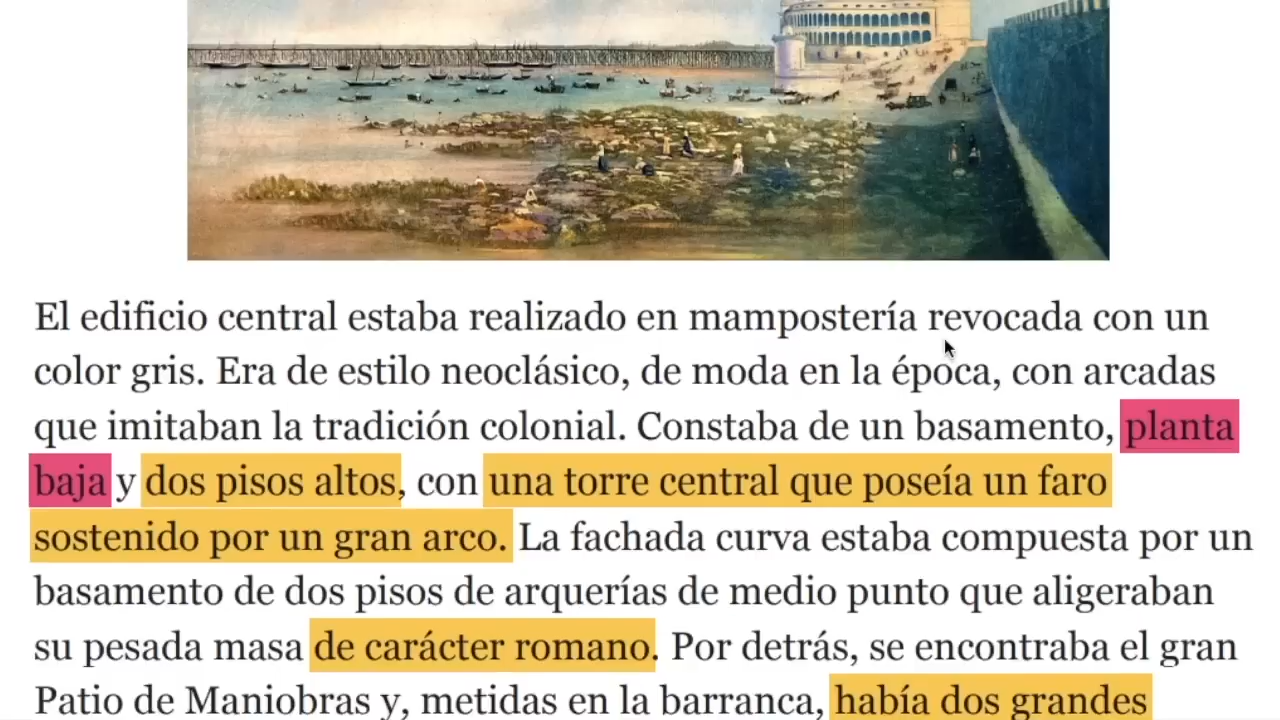 El edificio central estaba realizado en mampostería revocada con un
color gris. Era de estilo neoclásico, de moda en la época, con arcadas
que imitaban la tradición colonial. Constaba de un basamento, planta
baja y dos pisos altos, con una torre central que poseía un faro
sostenido por un gran arco. La fachada curva estaba compuesta por un
basamento de dos pisos de arquerías de medio punto que aligeraban
su pesada masa de carácter romano. Por detrás, se encontraba el gran
Patio de Maniobras y, metidas en la barranca, había dos grandes